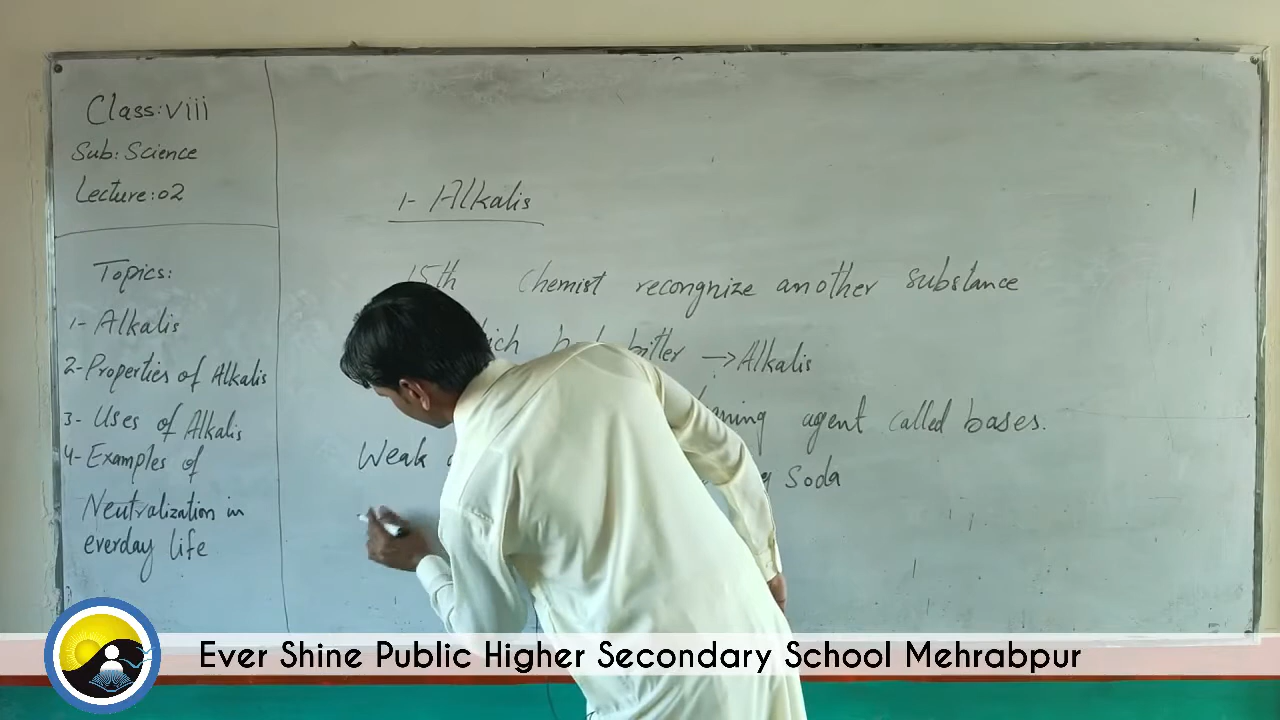 Class: viii
Sub: Science
Lecture: 02
Topics:
1- Alkalis
2- Properties of Alkalis
3- Uses of Alkalis
4- Examples of
Neutralization in
everday life
1- Alkalis
15th Chemist recongnize another substance
bitter → Alkalis
agent called bases.
Weak Soda
Ever Shine Public Higher Secondary School Mehrabpur